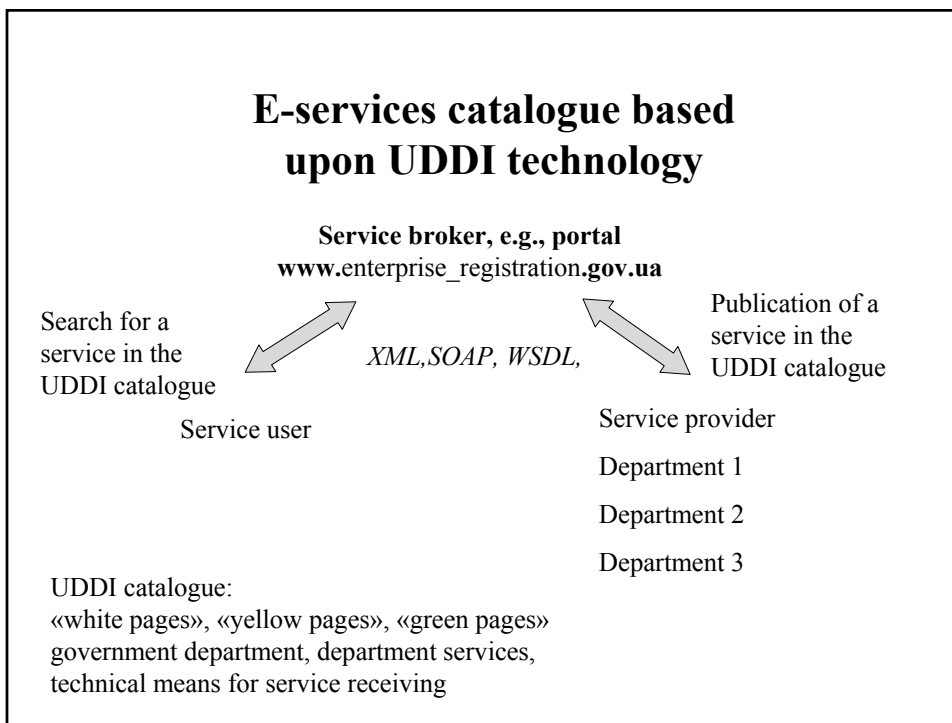 E-services catalogue based
upon UDDI technology
Service broker, e.g., portal
www.enterprise_registration.gov.ua
Search for a
service in the
UDDI catalogue
XML,SOAP, WSDL,
Publication of a
service in the
UDDI catalogue
Service user
Service provider
Department 1
Department 2
Department 3
UDDI catalogue:
«white pages», «yellow pages», «green pages»
government department, department services,
technical means for service receiving